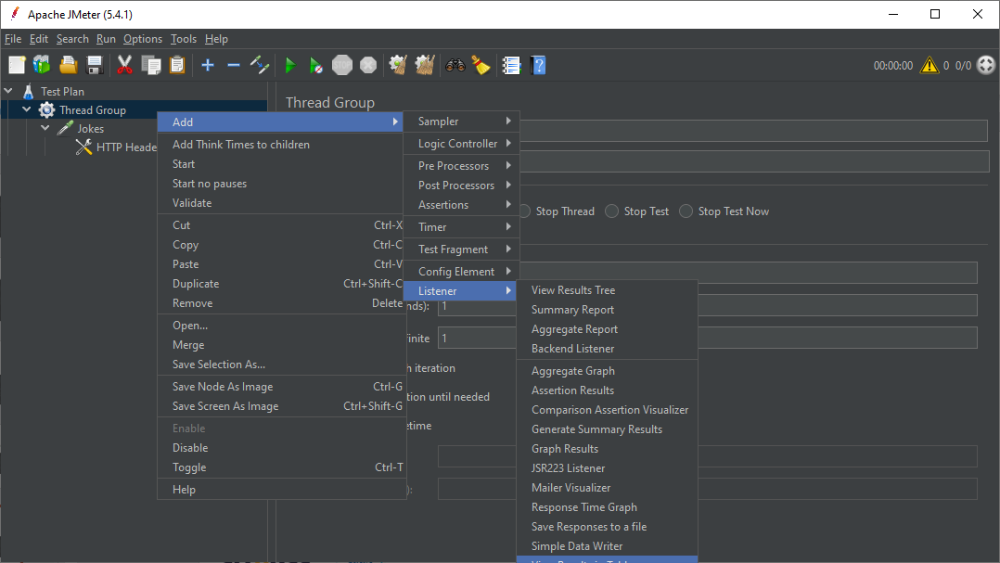 Apache JMeter (5.4.1)
File Edit Search Run Options Tools Help
00:00:00 0 0/0
Test Plan
Thread Group
Jokes
HTTP Heade
Thread Group
Add
Add Think Times to children
Start
Start no pauses
Validate
Cut Ctrl-X
Copy Ctrl-C
Paste Ctrl-V
Duplicate Ctrl+Shift-C
Remove Delete
Open...
Merge
Save Selection As...
Save Node As Image Ctrl-G
Save Screen As Image Ctrl+Shift-G
Enable
Disable
Toggle Ctrl-T
Help
Sampler
Logic Controller
Pre Processors
Post Processors
Assertions
Timer
Test Fragment
Config Element
Listener
View Results Tree
Summary Report
Aggregate Report
Backend Listener
Aggregate Graph
Assertion Results
Comparison Assertion Visualizer
Generate Summary Results
Graph Results
JSR223 Listener
Mailer Visualizer
Response Time Graph
Save Responses to a file
Simple Data Writer
Stop Thread Stop Test Stop Test Now
nds): 1
finite 1
h iteration
tion until needed
etime
):